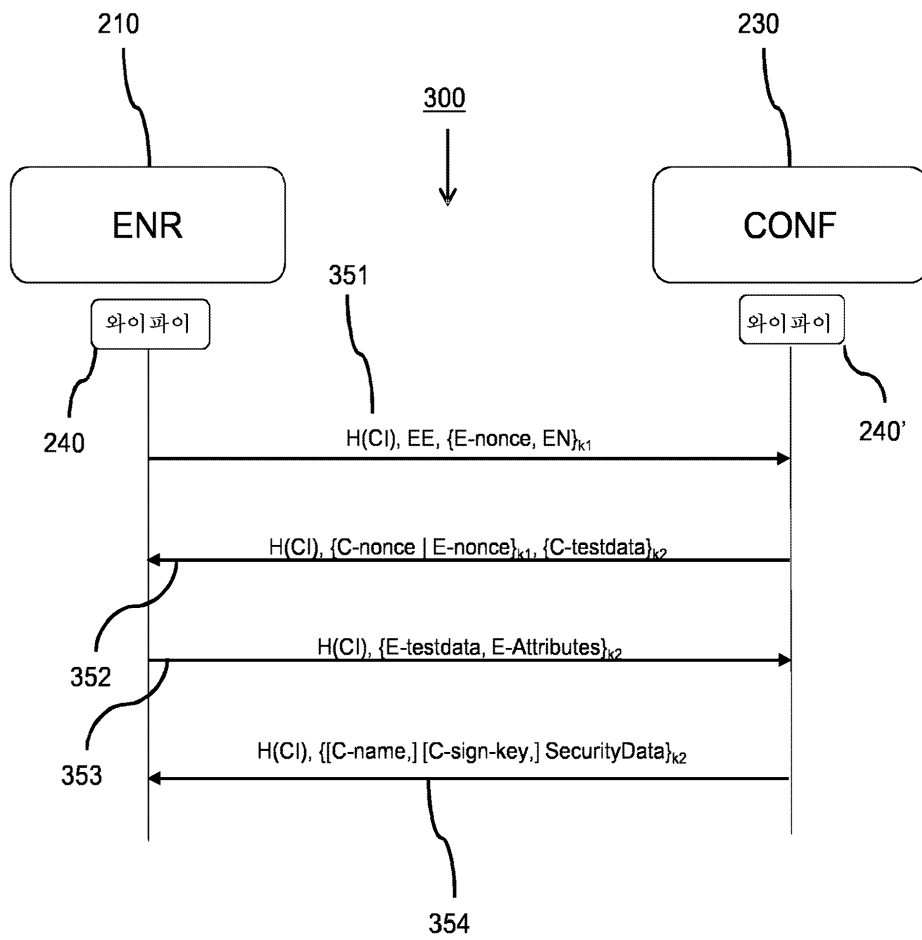 210
230
300
ENR
CONF
351
와이파이
와이파이
240
240’
H(CI), EE, {E-nonce, EN}k1
H(CI), {C-nonce | E-nonce}k1, {C-testdata}k2
352
H(CI), {E-testdata, E-Attributes}k2
353
H(CI), {[C-name,] [C-sign-key,] SecurityData}k2
354